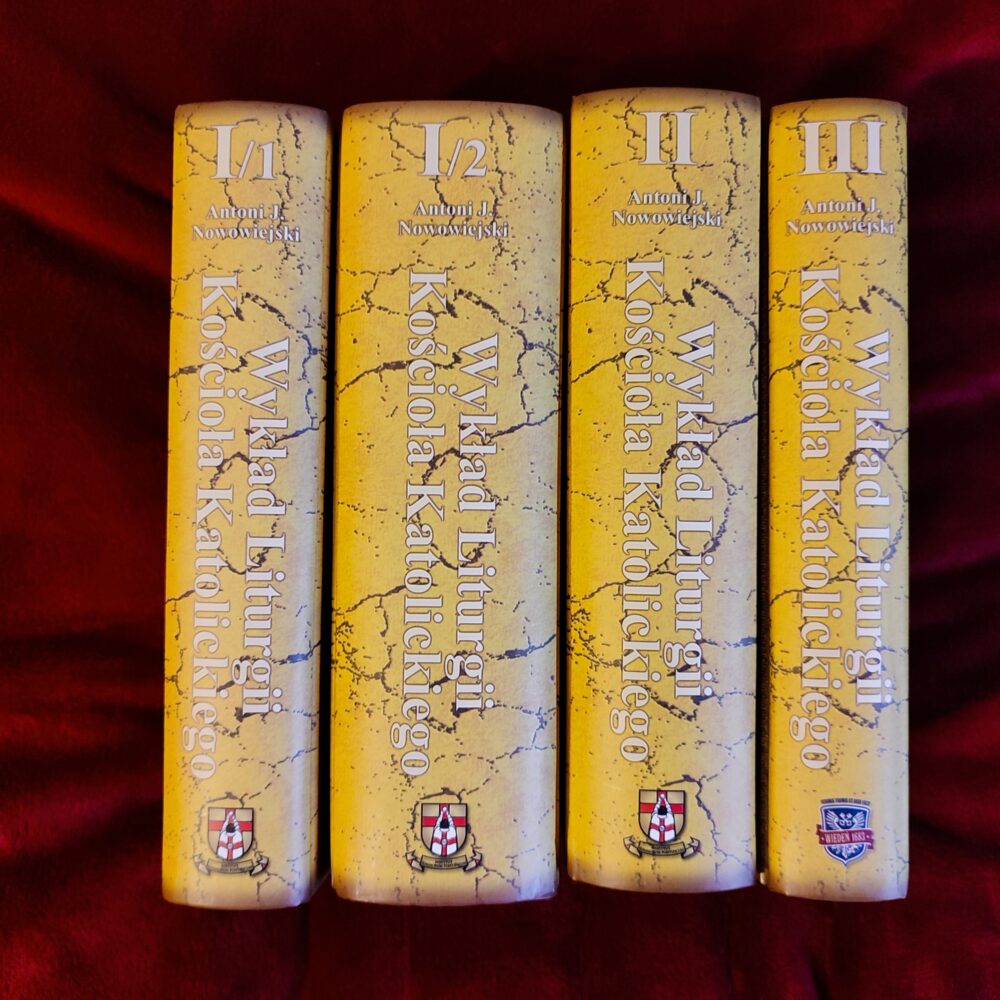 I/1
Antoni J.
Nowowiejski
Wykład Liturgii
Kościoła Katolickiego
I/2
Antoni J.
Nowowiejski
Wykład Liturgii
Kościoła Katolickiego
II
Antoni J.
Nowowiejski
Wykład Liturgii
Kościoła Katolickiego
III
Antoni J.
Nowowiejski
Wykład Liturgii
Kościoła Katolickiego
WIEDEŃ 1683